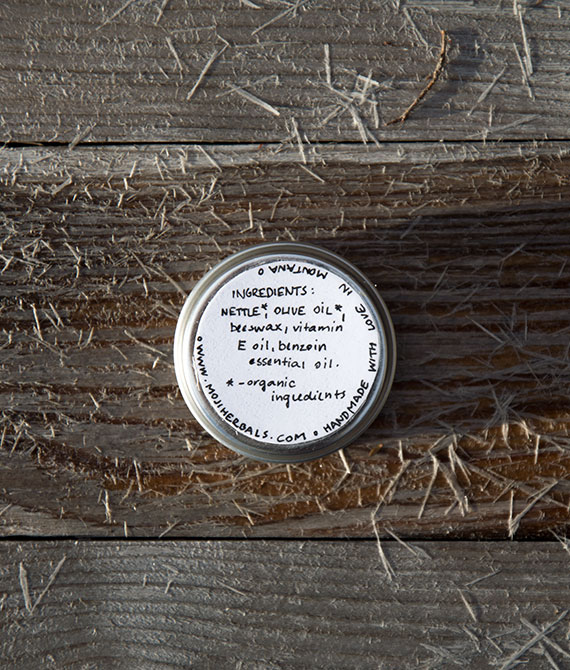 INGREDIENTS:
NETTLE*, OLIVE OIL*,
beeswax, vitamin
E oil, benzoin
essential oil.
*-organic
ingredients
WWW.MOJIHERBALS.COM
HANDMADE WITH LOVE IN MONTANA